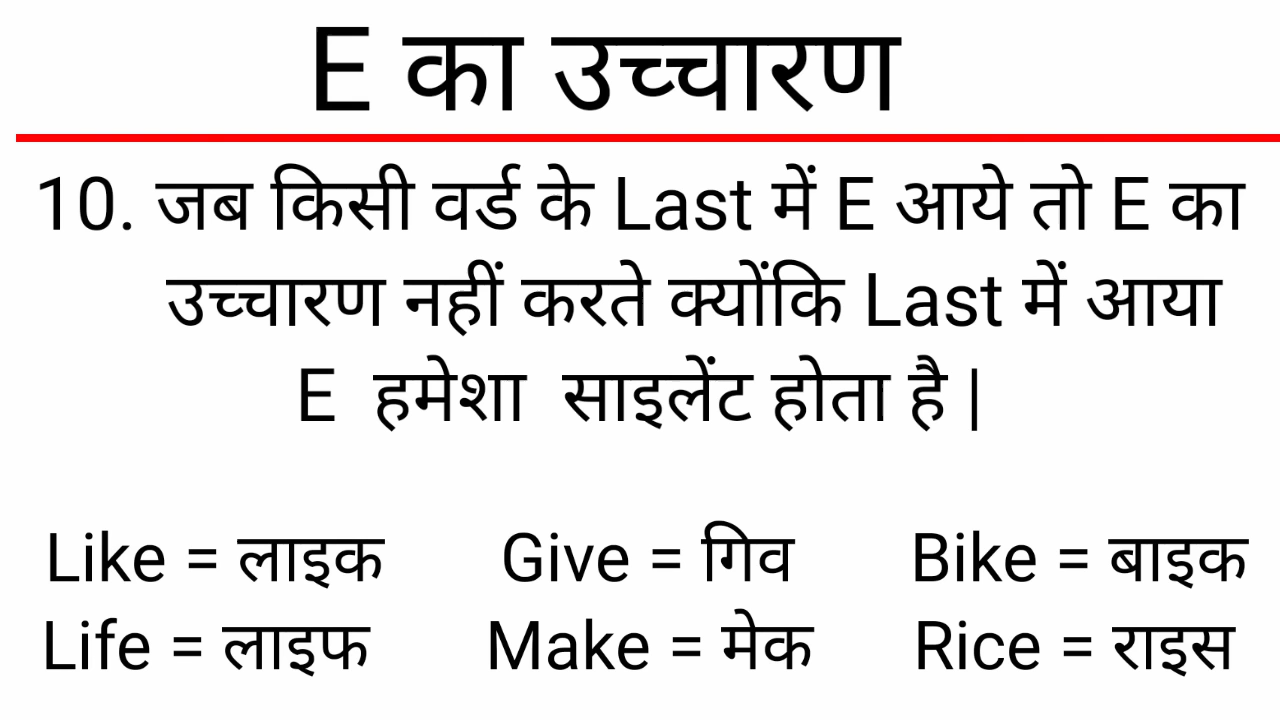 E का उच्चारण
10. जब किसी वर्ड के Last में E आये तो E का
उच्चारण नहीं करते क्योंकि Last में आया
E हमेशा साइलेंट होता है |
Like = लाइक Give = गिव Bike = बाइक
Life = लाइफ Make = मेक Rice = राइस